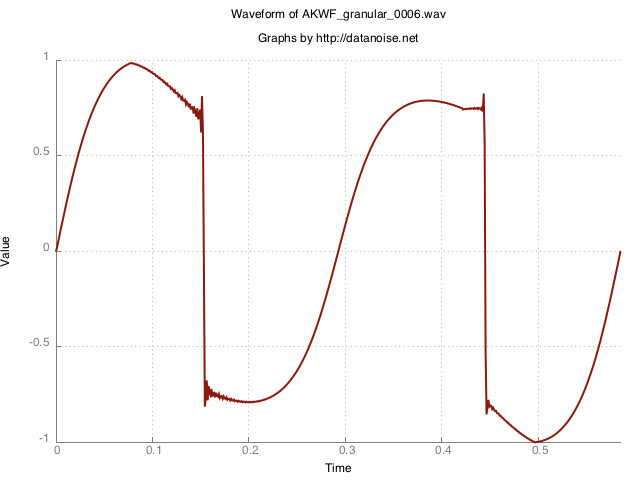 Waveform of AKWF_granular_0006.wav
Graphs by http://datanoise.net
1
0.5
0
-0.5
-1
Value
0
0.1
0.2
0.3
0.4
0.5
Time